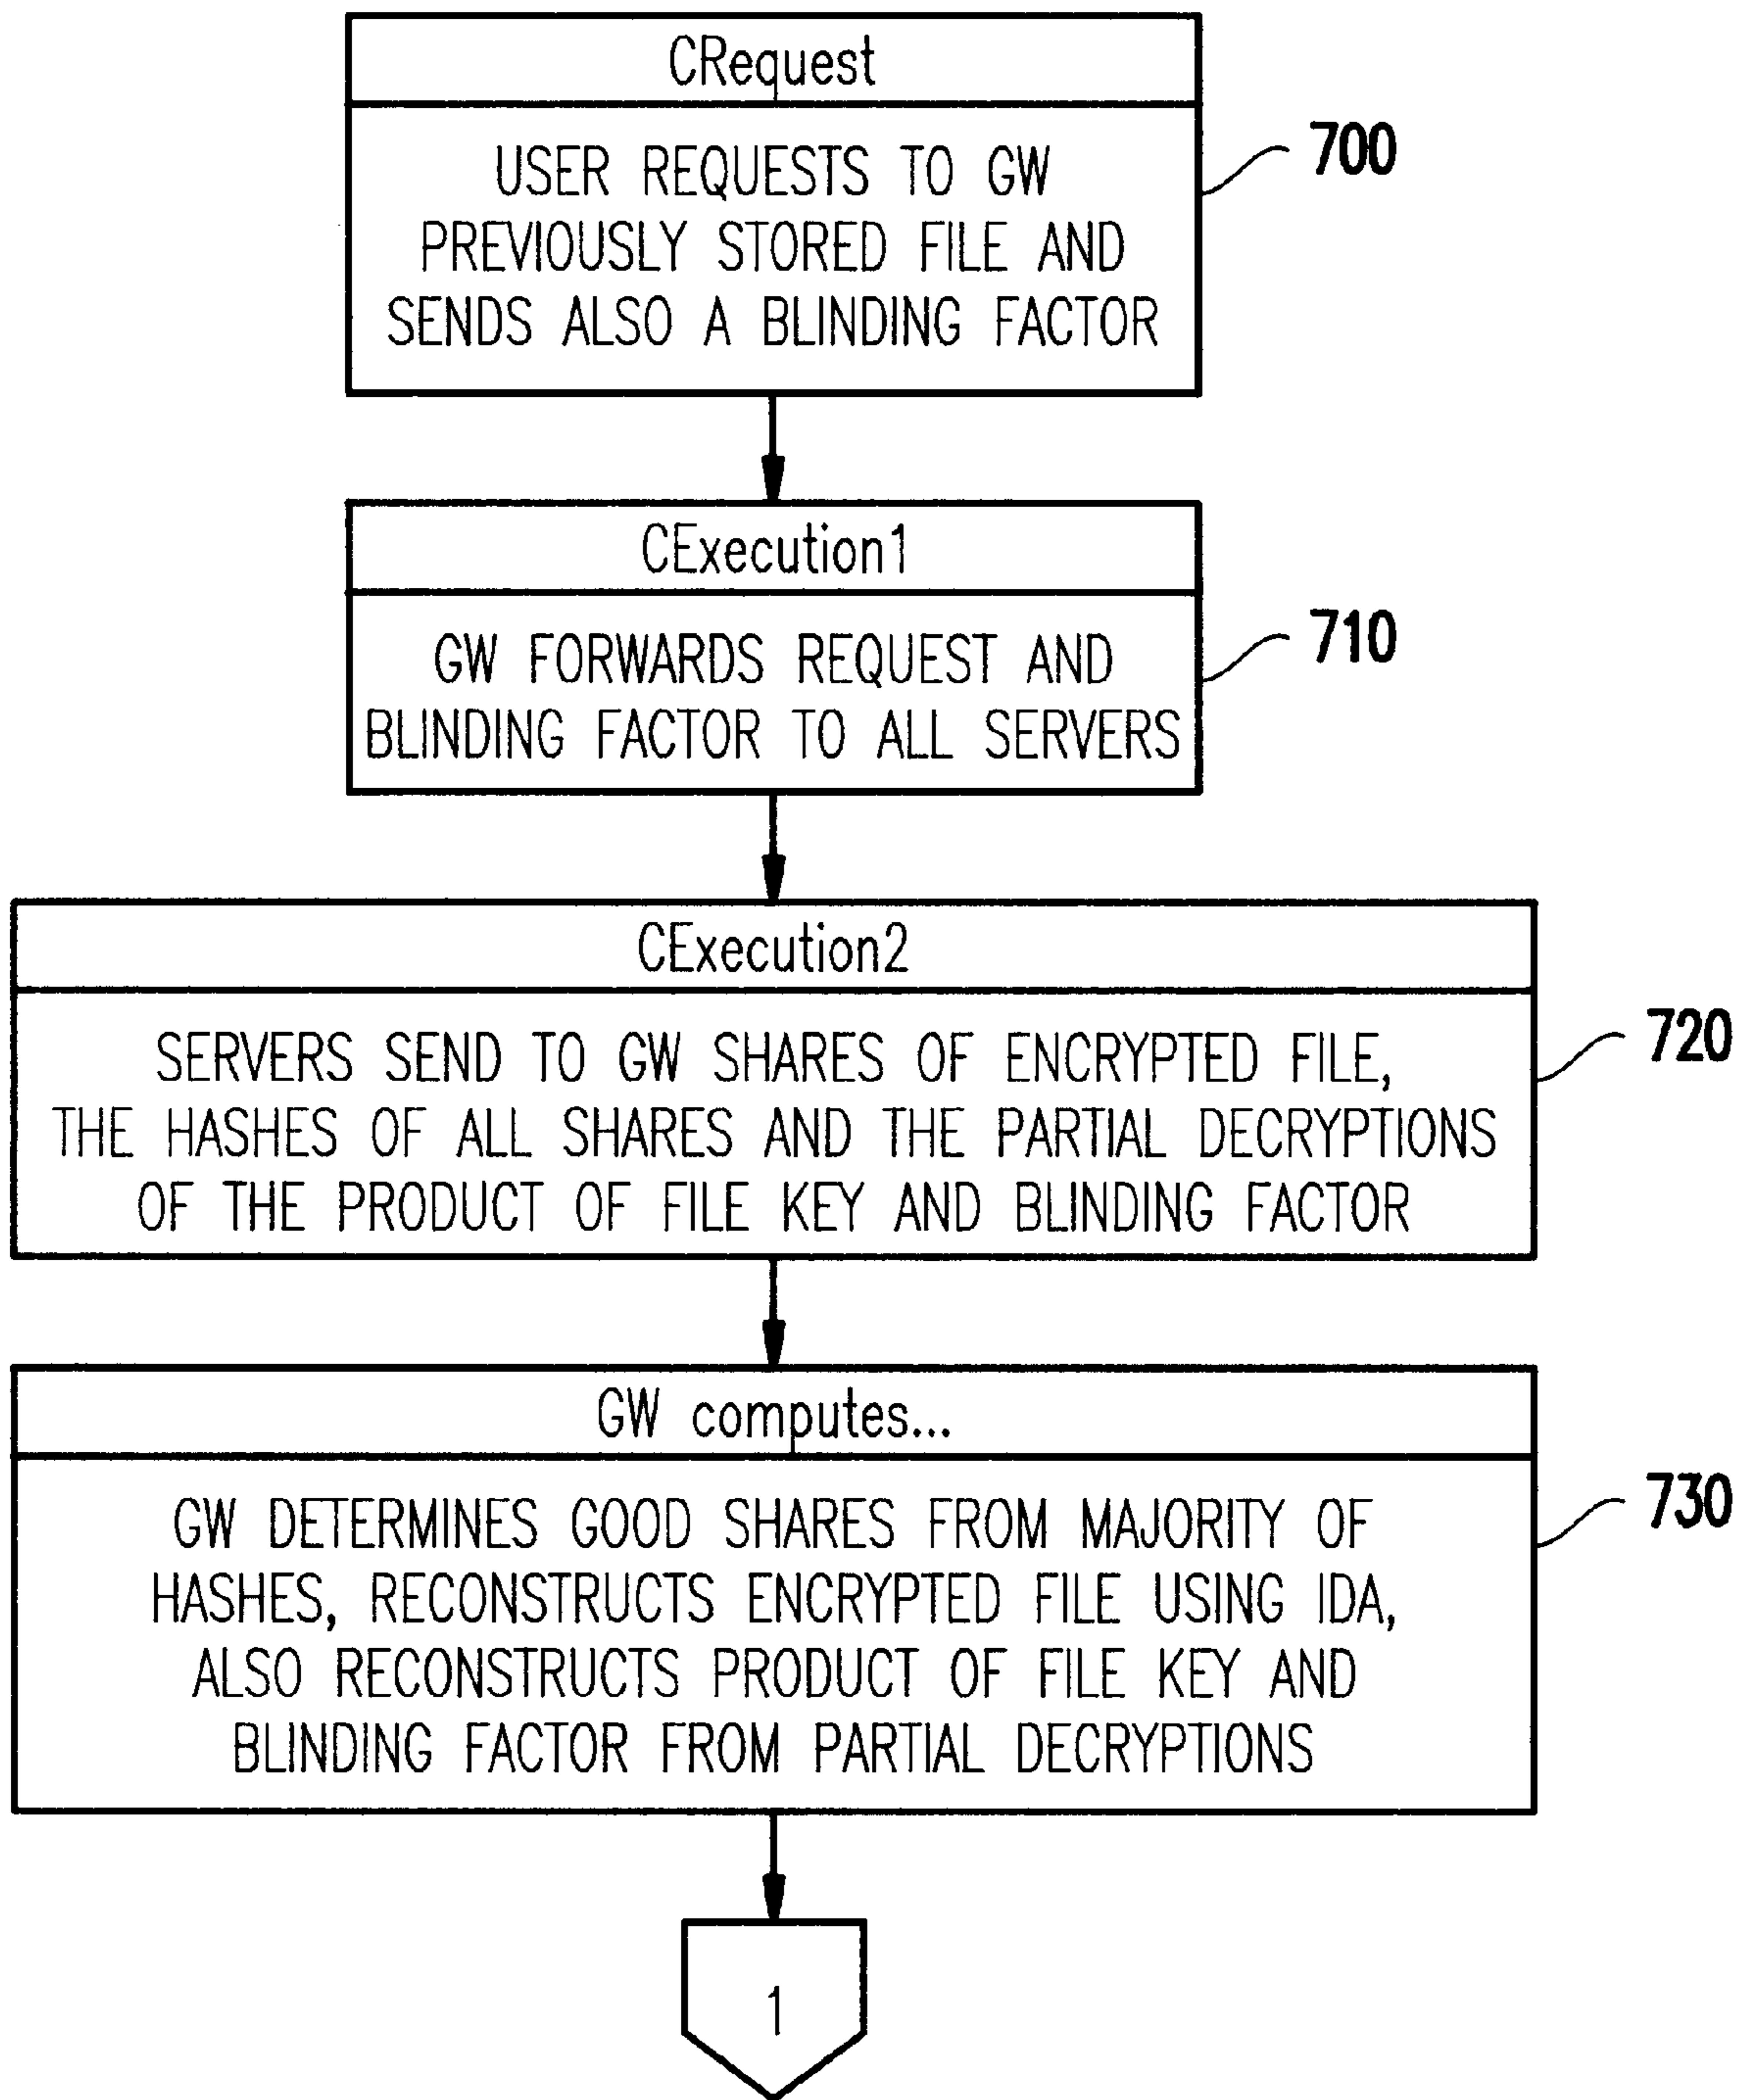 CRequest
USER REQUESTS TO GW
PREVIOUSLY STORED FILE AND
SENDS ALSO A BLINDING FACTOR
700
CExecution1
GW FORWARDS REQUEST AND
BLINDING FACTOR TO ALL SERVERS
710
CExecution2
SERVERS SEND TO GW SHARES OF ENCRYPTED FILE,
THE HASHES OF ALL SHARES AND THE PARTIAL DECRYPTIONS
OF THE PRODUCT OF FILE KEY AND BLINDING FACTOR
720
GW computes...
GW DETERMINES GOOD SHARES FROM MAJORITY OF
HASHES, RECONSTRUCTS ENCRYPTED FILE USING IDA,
ALSO RECONSTRUCTS PRODUCT OF FILE KEY AND
BLINDING FACTOR FROM PARTIAL DECRYPTIONS
730
1